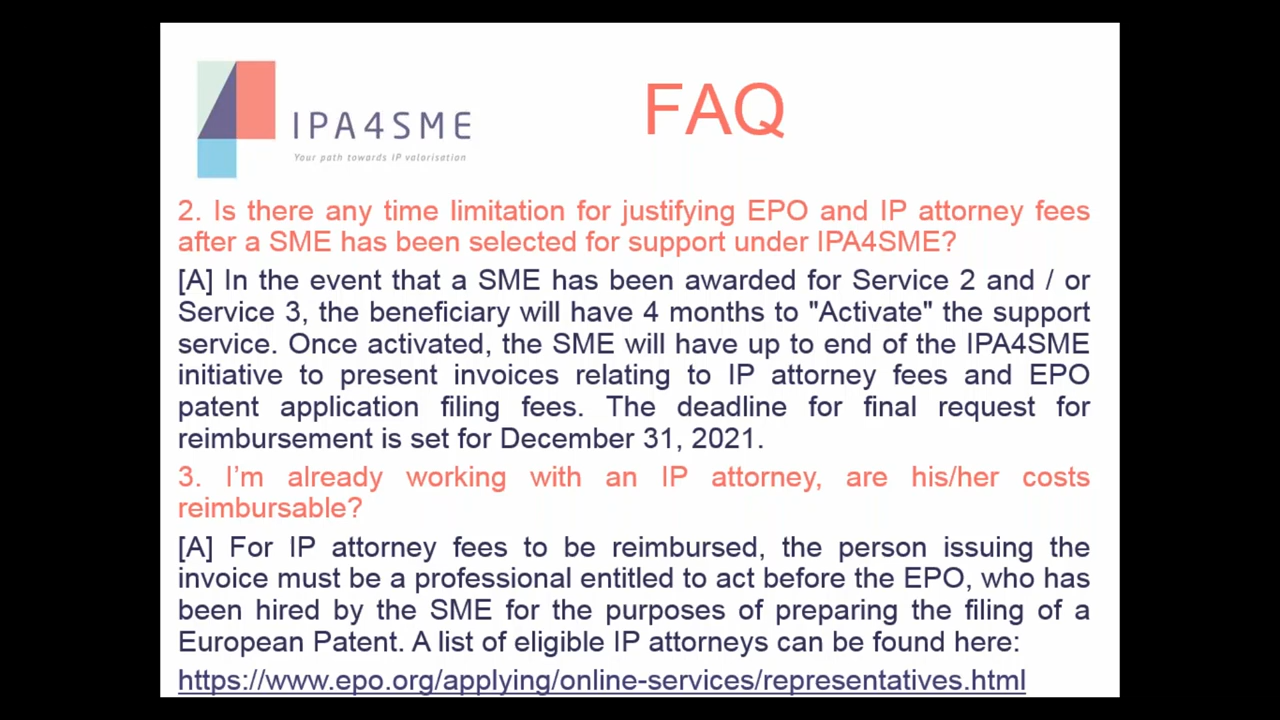 IPA4SME
Your path towards IP valorisation
FAQ
2. Is there any time limitation for justifying EPO and IP attorney fees
after a SME has been selected for support under IPA4SME?
[A] In the event that a SME has been awarded for Service 2 and / or
Service 3, the beneficiary will have 4 months to "Activate" the support
service. Once activated, the SME will have up to end of the IPA4SME
initiative to present invoices relating to IP attorney fees and EPO
patent application filing fees. The deadline for final request for
reimbursement is set for December 31, 2021.
3. I’m already working with an IP attorney, are his/her costs
reimbursable?
[A] For IP attorney fees to be reimbursed, the person issuing the
invoice must be a professional entitled to act before the EPO, who has
been hired by the SME for the purposes of preparing the filing of a
European Patent. A list of eligible IP attorneys can be found here:
https://www.epo.org/applying/online-services/representatives.html